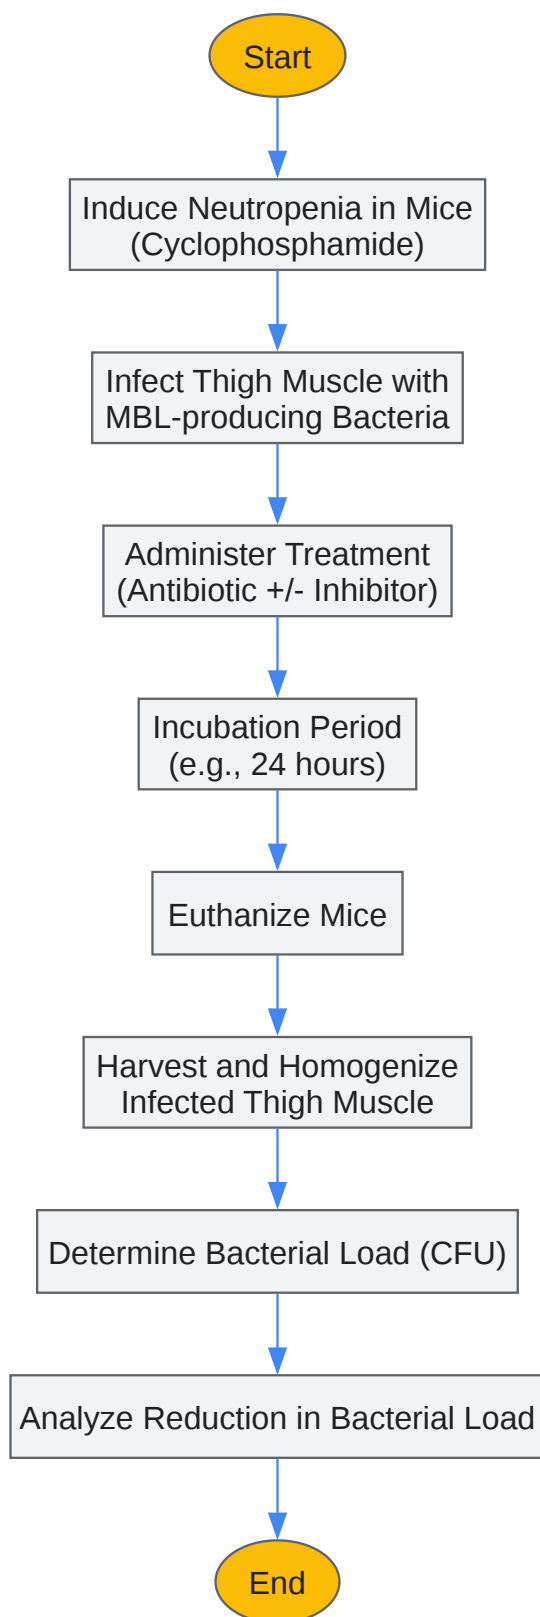 Start
Induce Neutropenia in Mice
(Cyclophosphamide)
Infect Thigh Muscle with
MBL-producing Bacteria
Administer Treatment
(Antibiotic +/- Inhibitor)
Incubation Period
(e.g., 24 hours)
Euthanize Mice
Harvest and Homogenize
Infected Thigh Muscle
Determine Bacterial Load (CFU)
Analyze Reduction in Bacterial Load
End